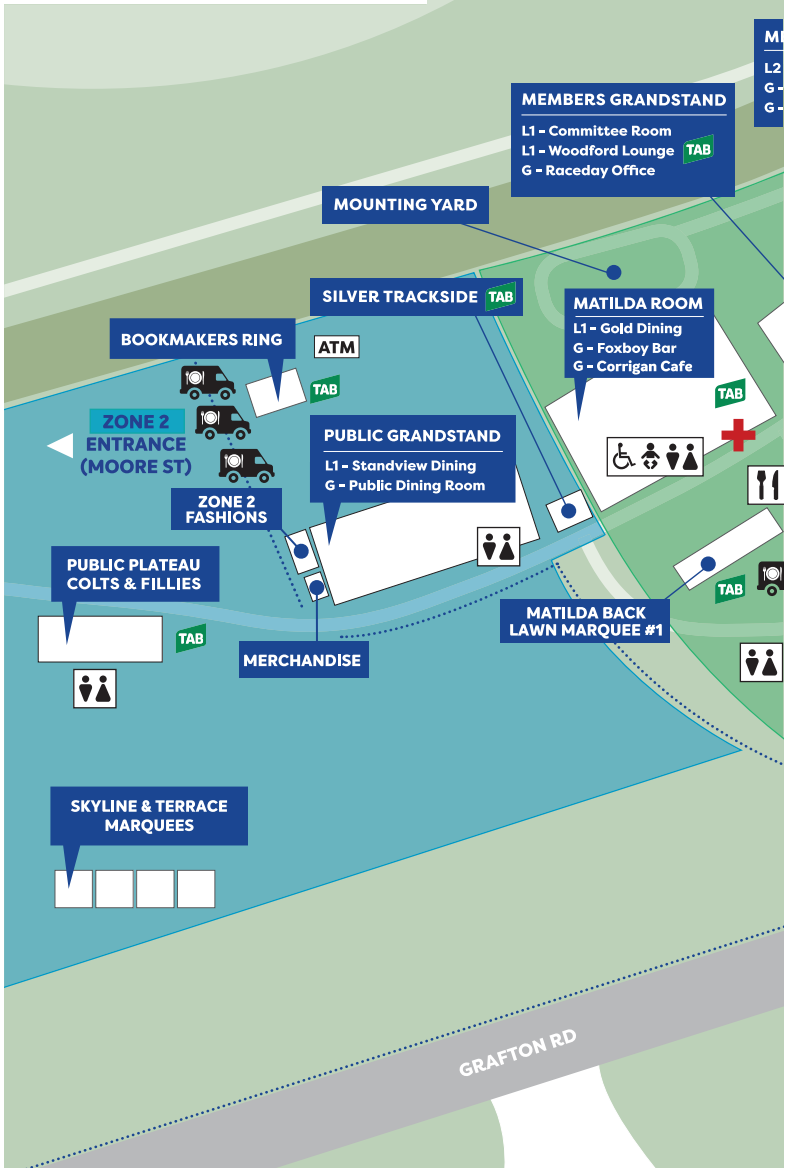 MEMBERS GRANDSTAND
L1 - Committee Room
L1 - Woodford Lounge TAB
G - Raceday Office
L2
G -
G -
MOUNTING YARD
SILVER TRACKSIDE TAB
MATILDA ROOM
L1 - Gold Dining
G - Foxboy Bar
G - Corrigan Cafe
TAB
BOOKMAKERS RING
ATM
TAB
ZONE 2
ENTRANCE
(MOORE ST)
PUBLIC GRANDSTAND
L1 - Standview Dining
G - Public Dining Room
ZONE 2
FASHIONS
PUBLIC PLATEAU
COLTS & FILLIES
TAB
MERCHANDISE
MATILDA BACK
LAWN MARQUEE #1
TAB
SKYLINE & TERRACE
MARQUEES
GRAFTON RD